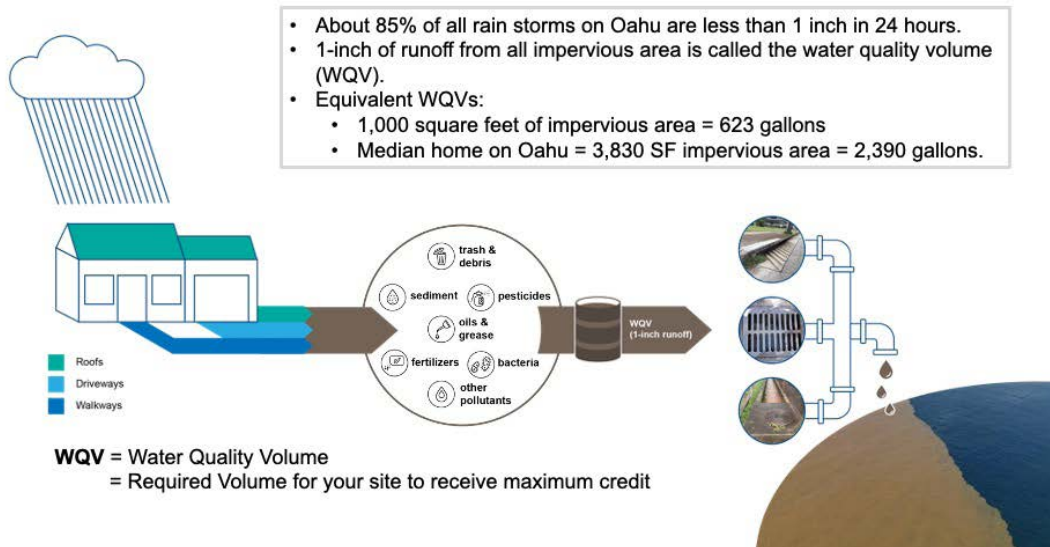 • About 85% of all rain storms on Oahu are less than 1 inch in 24 hours.
• 1-inch of runoff from all impervious area is called the water quality volume
(WQV).
• Equivalent WQVs:
• 1,000 square feet of impervious area = 623 gallons
• Median home on Oahu = 3,830 SF impervious area = 2,390 gallons.
trash &
debris
sediment
pesticides
oils &
grease
fertilizers
bacteria
other
pollutants
WQV
(1-inch runoff)
Roofs
Driveways
Walkways
WQV = Water Quality Volume
= Required Volume for your site to receive maximum credit